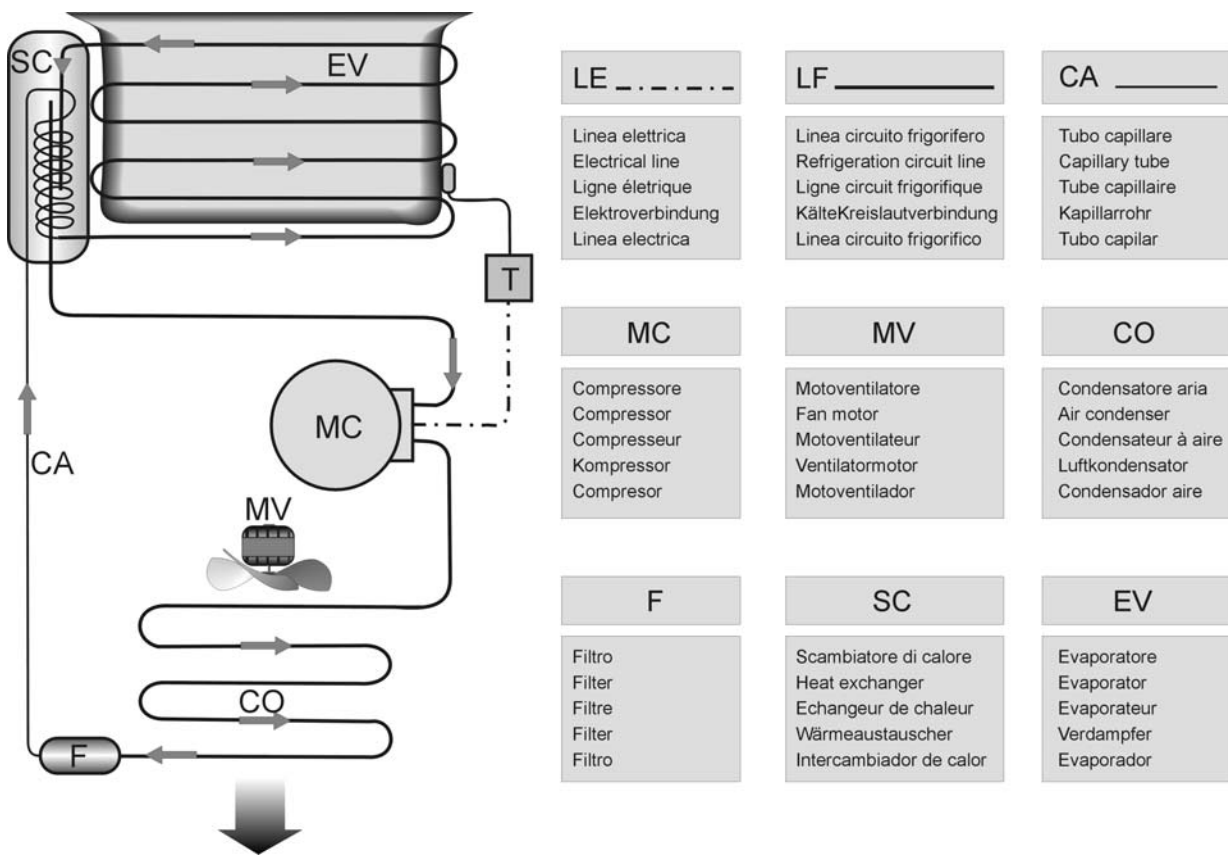 SC
EV
T
MC
CA
MV
CO
F
LE
Linea elettrica
Electrical line
Ligne életrique
Elektroverbindung
Linea electrica
LF
Linea circuito frigorifero
Refrigeration circuit line
Ligne circuit frigorifique
KälteKreislautverbindung
Linea circuito frigorifico
CA
Tubo capillare
Capillary tube
Tube capillaire
Kapillarrohr
Tubo capilar
MC
Compressore
Compressor
Compresseur
Kompressor
Compresor
MV
Motoventilatore
Fan motor
Motoventilateur
Ventilatormotor
Motoventilador
CO
Condensatore aria
Air condenser
Condensateur à aire
Luftkondensator
Condensador aire
F
Filtro
Filter
Filtre
Filter
Filtro
SC
Scambiatore di calore
Heat exchanger
Echangeur de chaleur
Wärmeaustauscher
Intercambiador de calor
EV
Evaporatore
Evaporator
Evaporateur
Verdampfer
Evaporador